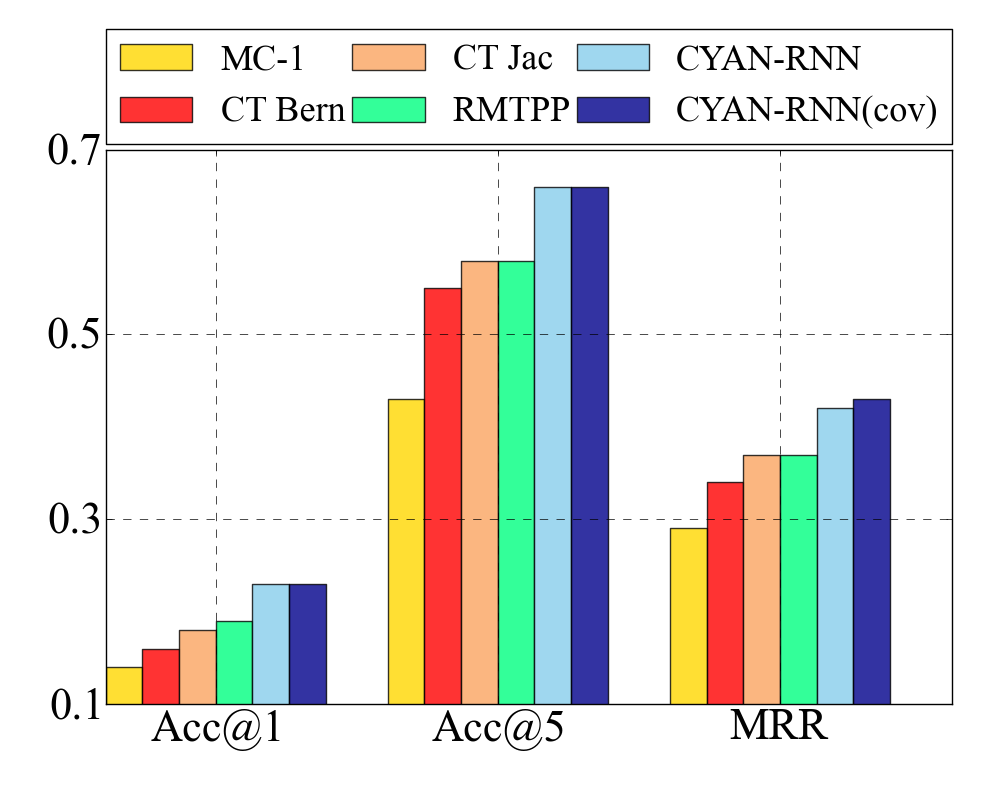 MC-1 CT Jac CYAN-RNN
CT Bern RMTPP CYAN-RNN(cov)
0.7
0.5
0.3
0.1
Acc@1 Acc@5 MRR